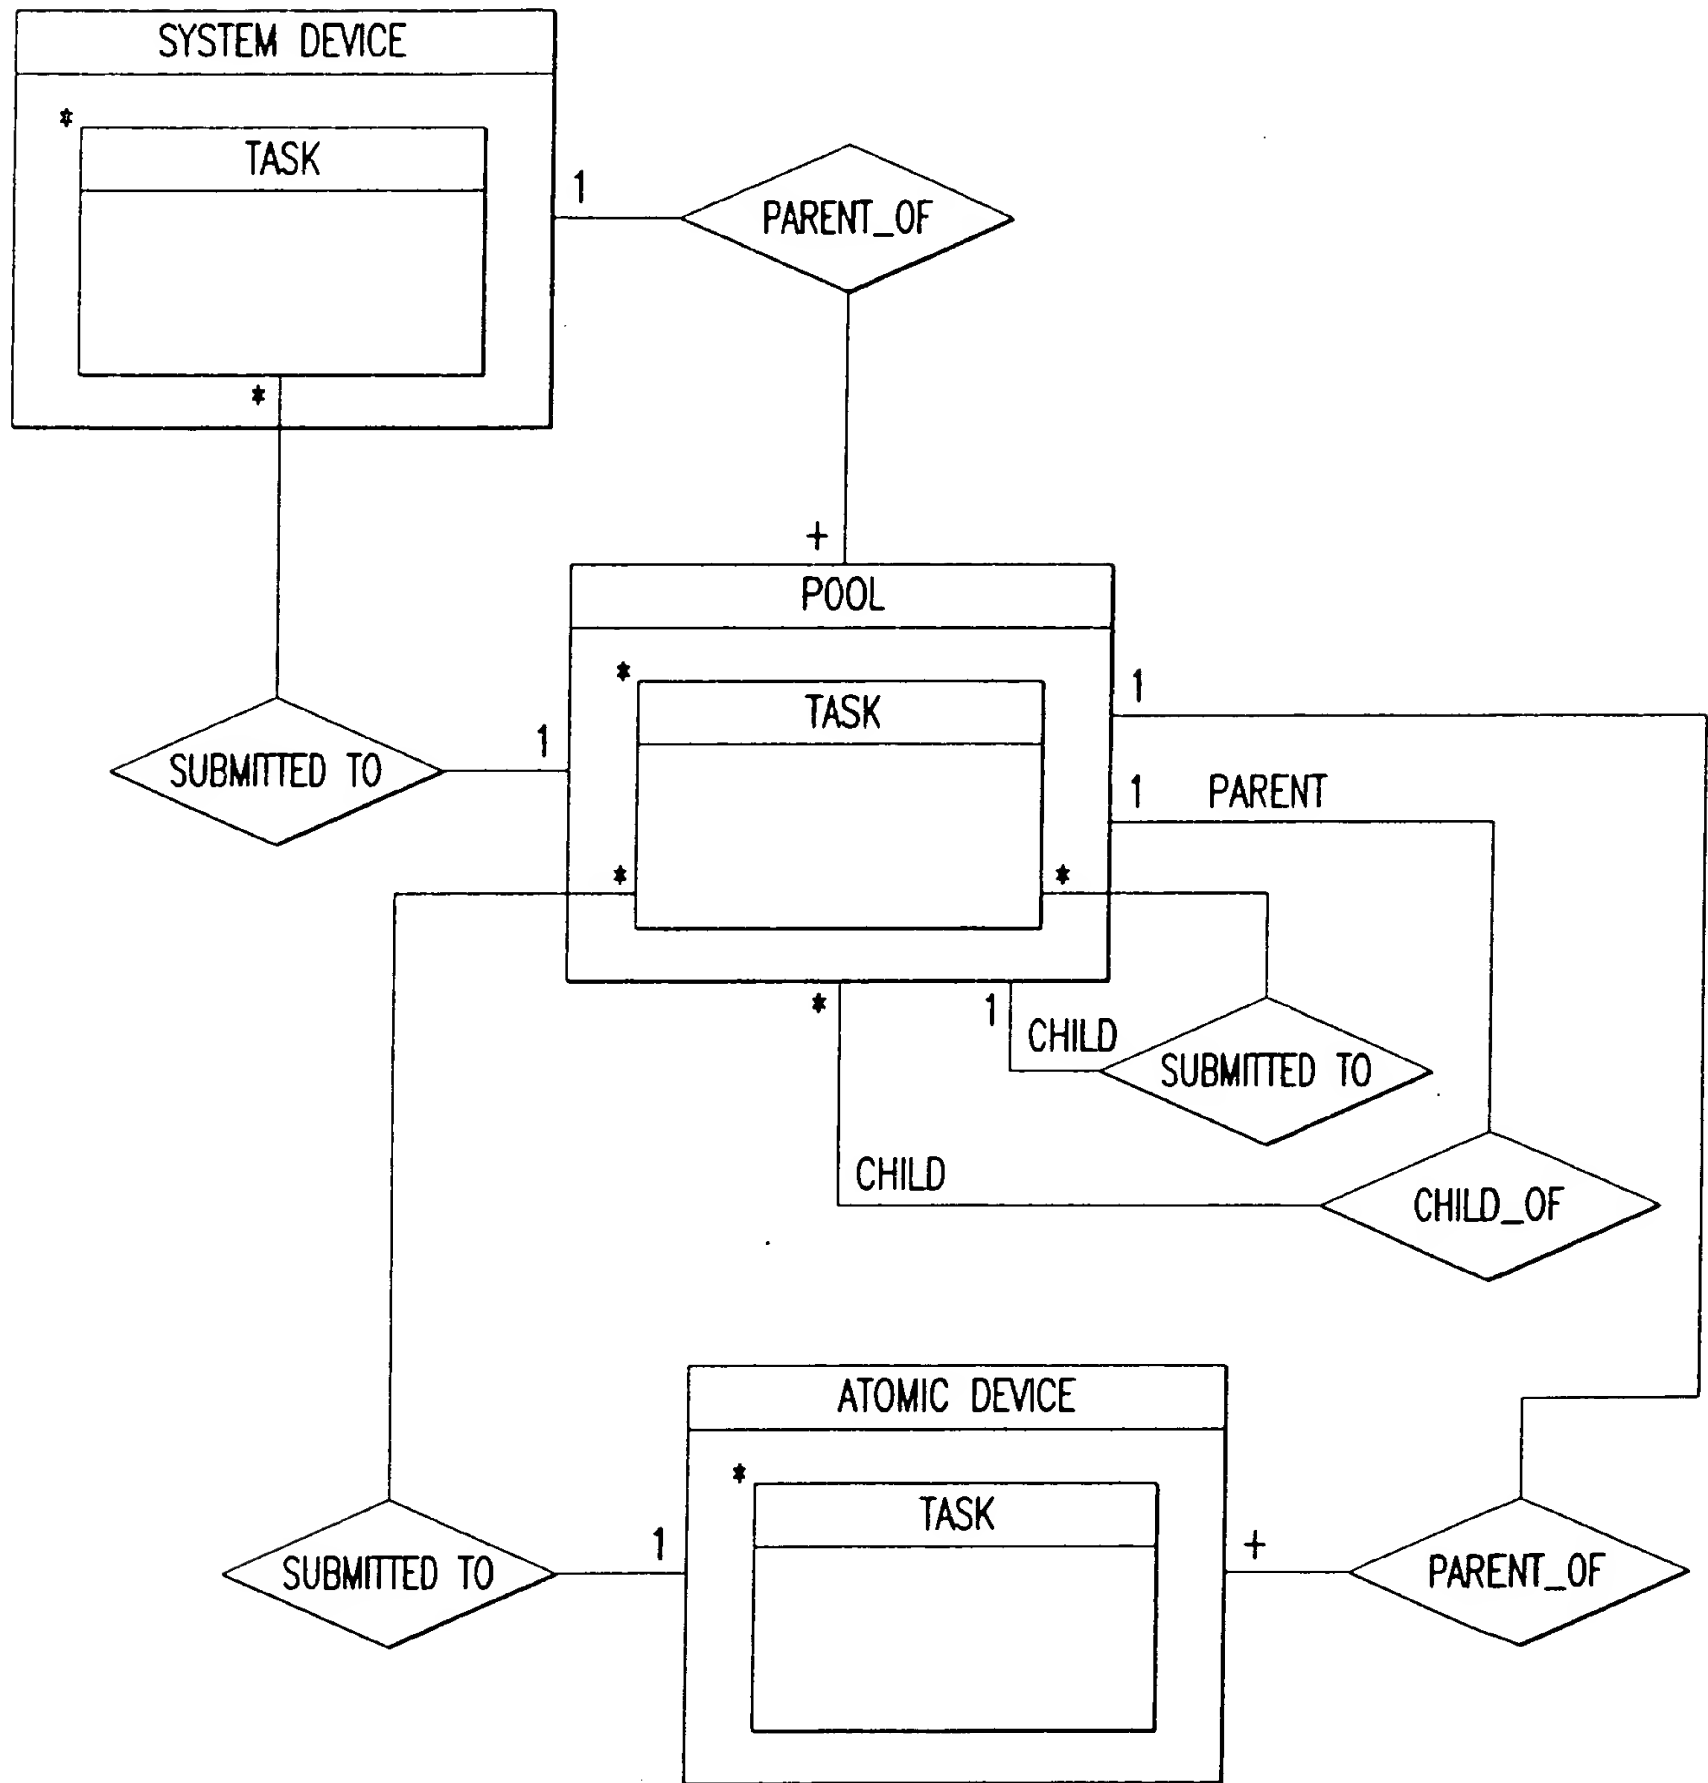 SYSTEM DEVICE
*
TASK
1
PARENT_OF
*
+
POOL
*
TASK
1
SUBMITTED TO
1
1 PARENT
*
*
*
1
CHILD
SUBMITTED TO
CHILD
CHILD_OF
ATOMIC DEVICE
*
TASK
SUBMITTED TO
1
+
PARENT_OF